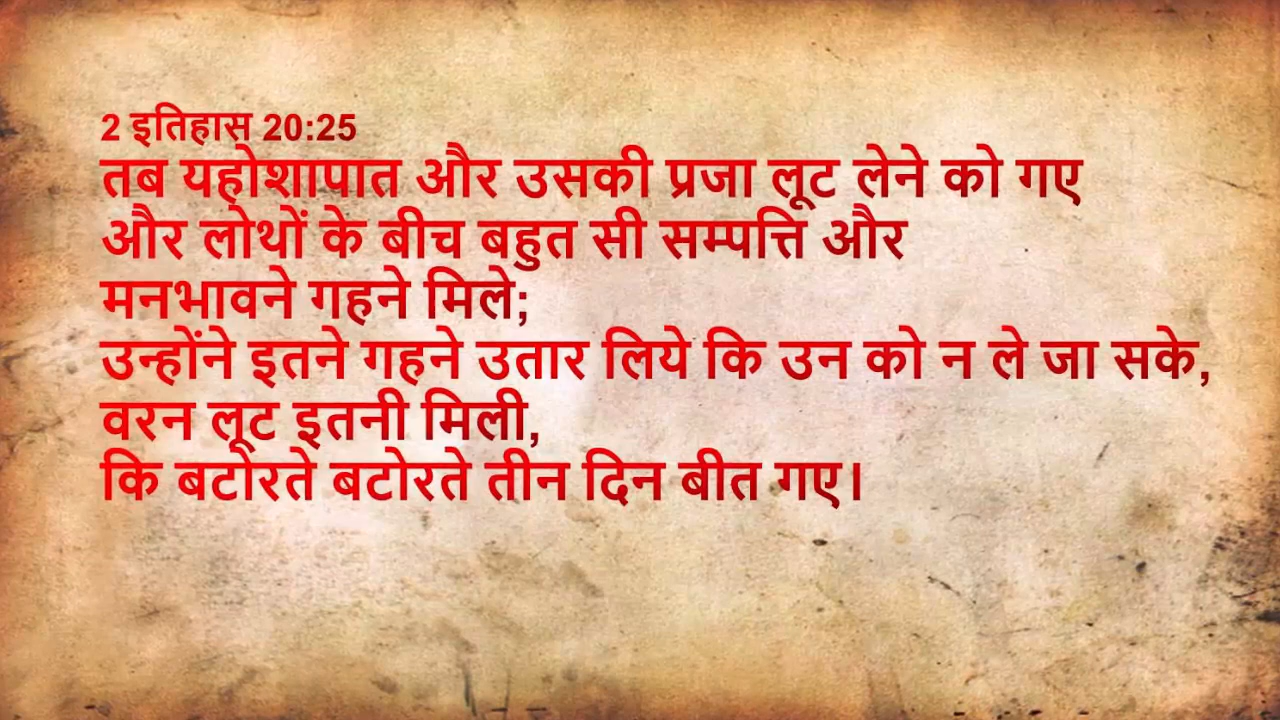 2 इतिहास 20:25
तब यहोशापात और उसकी प्रजा लूट लेने को गए
और लोथों के बीच बहुत सी सम्पत्ति और
मनभावने गहने मिले;
उन्होंने इतने गहने उतार लिये कि उन को न ले जा सके,
वरन लूट इतनी मिली,
कि बटोरते बटोरते तीन दिन बीत गए।